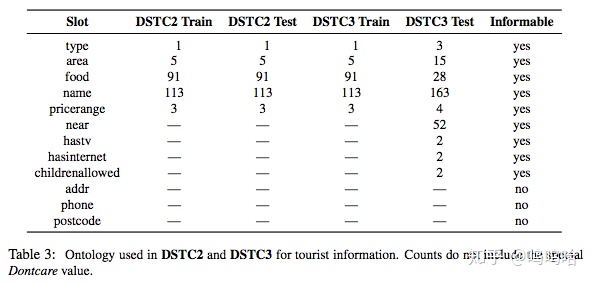 Slot DSTC2 Train DSTC2 Test DSTC3 Train DSTC3 Test Informable
type 1 1 1 3 yes
area 5 5 5 15 yes
food 91 91 91 28 yes
name 113 113 113 163 yes
pricerange 3 3 3 4 yes
near — — — 52 yes
hastv — — — 2 yes
hasinternet — — — 2 yes
childrenallowed — — — 2 yes
addr — — — — no
phone — — — — no
postcode — — — — no
Table 3: Ontology used in DSTC2 and DSTC3 for tourist information. Counts do not include the special
Dontcare value.
知乎 @呜呜哈